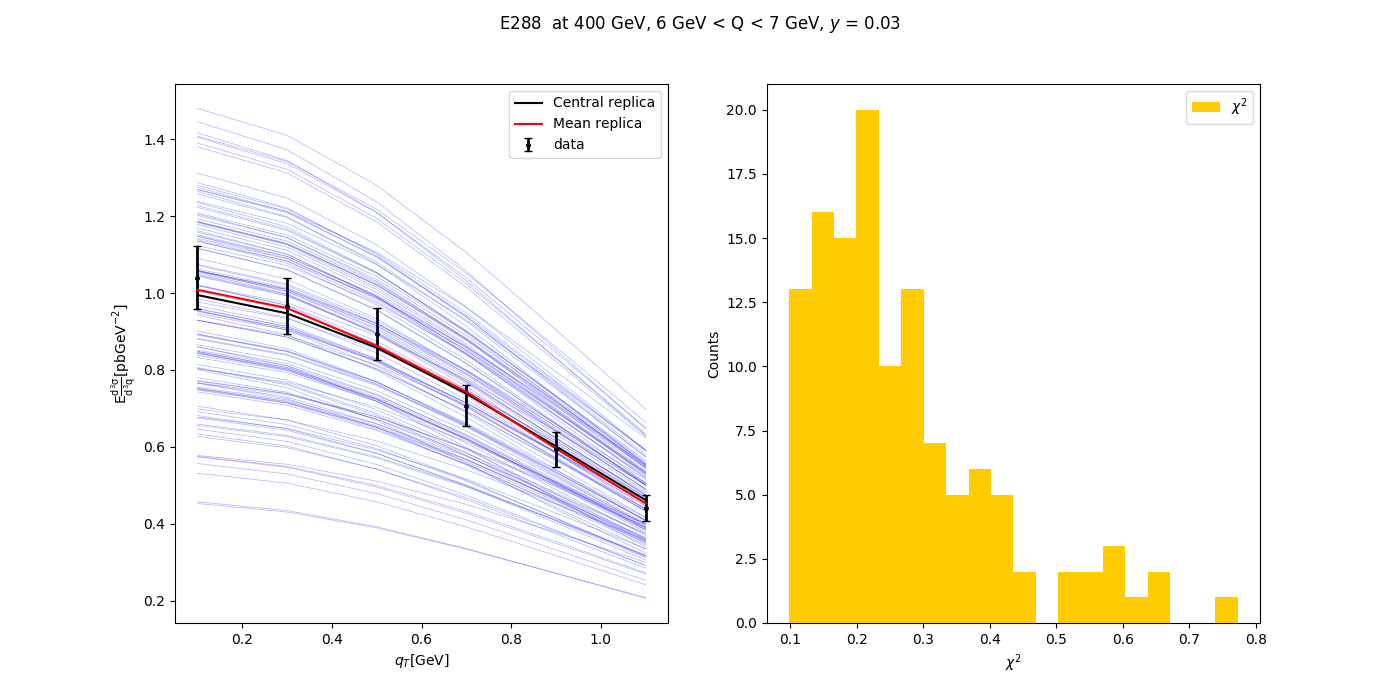 E288 at 400 GeV, 6 GeV < Q < 7 GeV, y = 0.03
Central replica
Mean replica
data
1.4
1.2
1.0
0.8
0.6
0.4
0.2
E d³σ/d³q [pbGeV⁻²]
0.2 0.4 0.6 0.8 1.0
q_T[GeV]
χ²
20.0
17.5
15.0
12.5
10.0
7.5
5.0
2.5
0.0
Counts
0.1 0.2 0.3 0.4 0.5 0.6 0.7 0.8
χ²